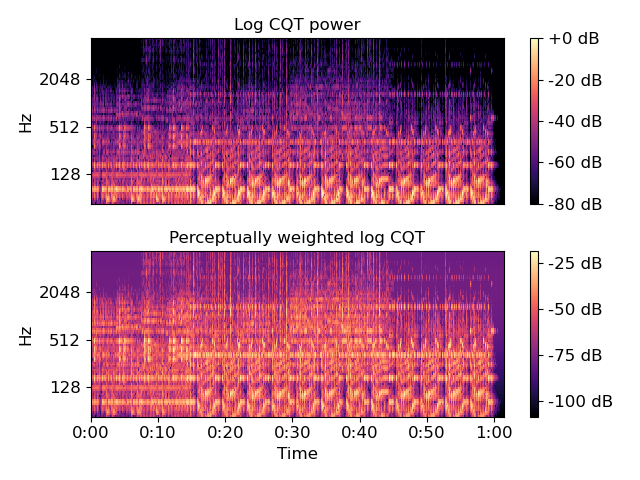 Log CQT power
Hz
2048
512
128
+0 dB
-20 dB
-40 dB
-60 dB
-80 dB
Perceptually weighted log CQT
Hz
2048
512
128
-25 dB
-50 dB
-75 dB
-100 dB
0:00 0:10 0:20 0:30 0:40 0:50 1:00
Time